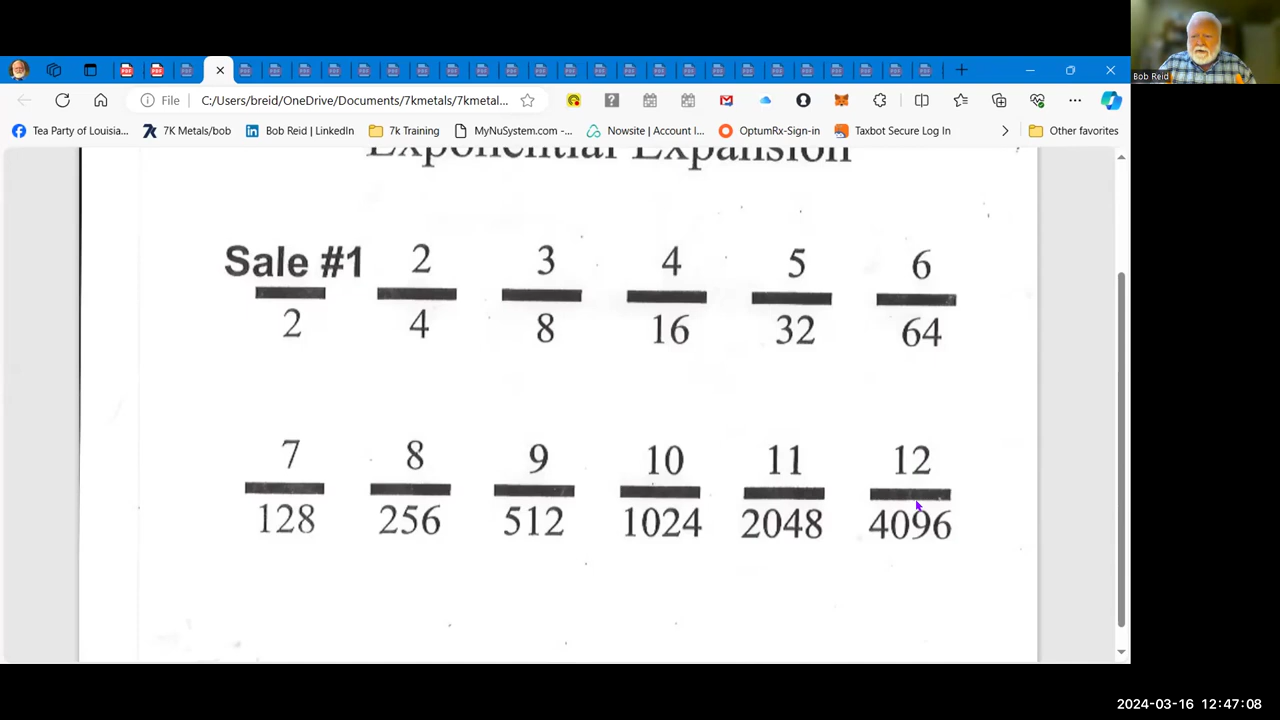 Bob Reid
File C:/Users/breid/OneDrive/Documents/7kmetals/7kmetal...
Tea Party of Louisia... 7K Metals/bob Bob Reid | LinkedIn 7k Training MyNuSystem.com -... Nowsite | Account I... OptumRx-Sign-in Taxbot Secure Log In Other favorites
Exponential Expansion
Sale #1 2 3 4 5 6
2 4 8 16 32 64
7 8 9 10 11 12
128 256 512 1024 2048 4096
2024-03-16 12:47:08